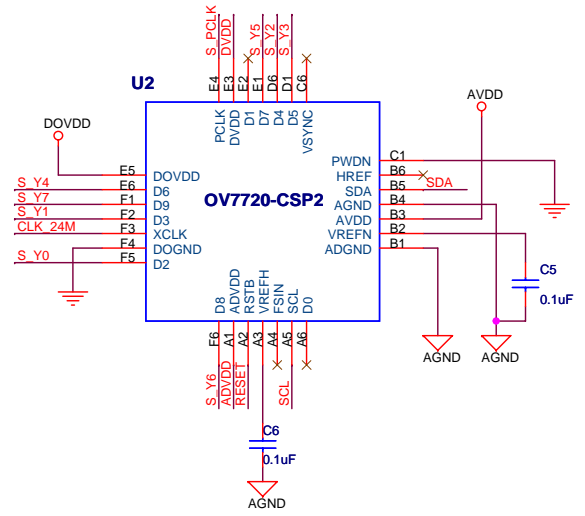 S_PCLK
DVDD
S_Y5
S_Y2
S_Y3
E4
E3
E2
E1
D6
D1
C6
U2
PCLK
DVDD
D1
D7
D4
D5
VSYNC
AVDD
DOVDD
E5 DOVDD
S_Y4 E6 D6
S_Y7 F1 D9
S_Y1 F2 D3
CLK_24M F3 XCLK
F4 DOGND
S_Y0 F5 D2
OV7720-CSP2
PWDN C1
HREF B6
SDA B5 SDA
AGND B4
AVDD B3
VREFN B2
ADGND B1
C5
0.1uF
D8
ADVDD
RSTB
VREFH
FSIN
SCL
D0
F6
A1
A2
A3
A4
A5
A6
S_Y6
ADVDD
RESET
SCL
AGND
AGND
C6
0.1uF
AGND